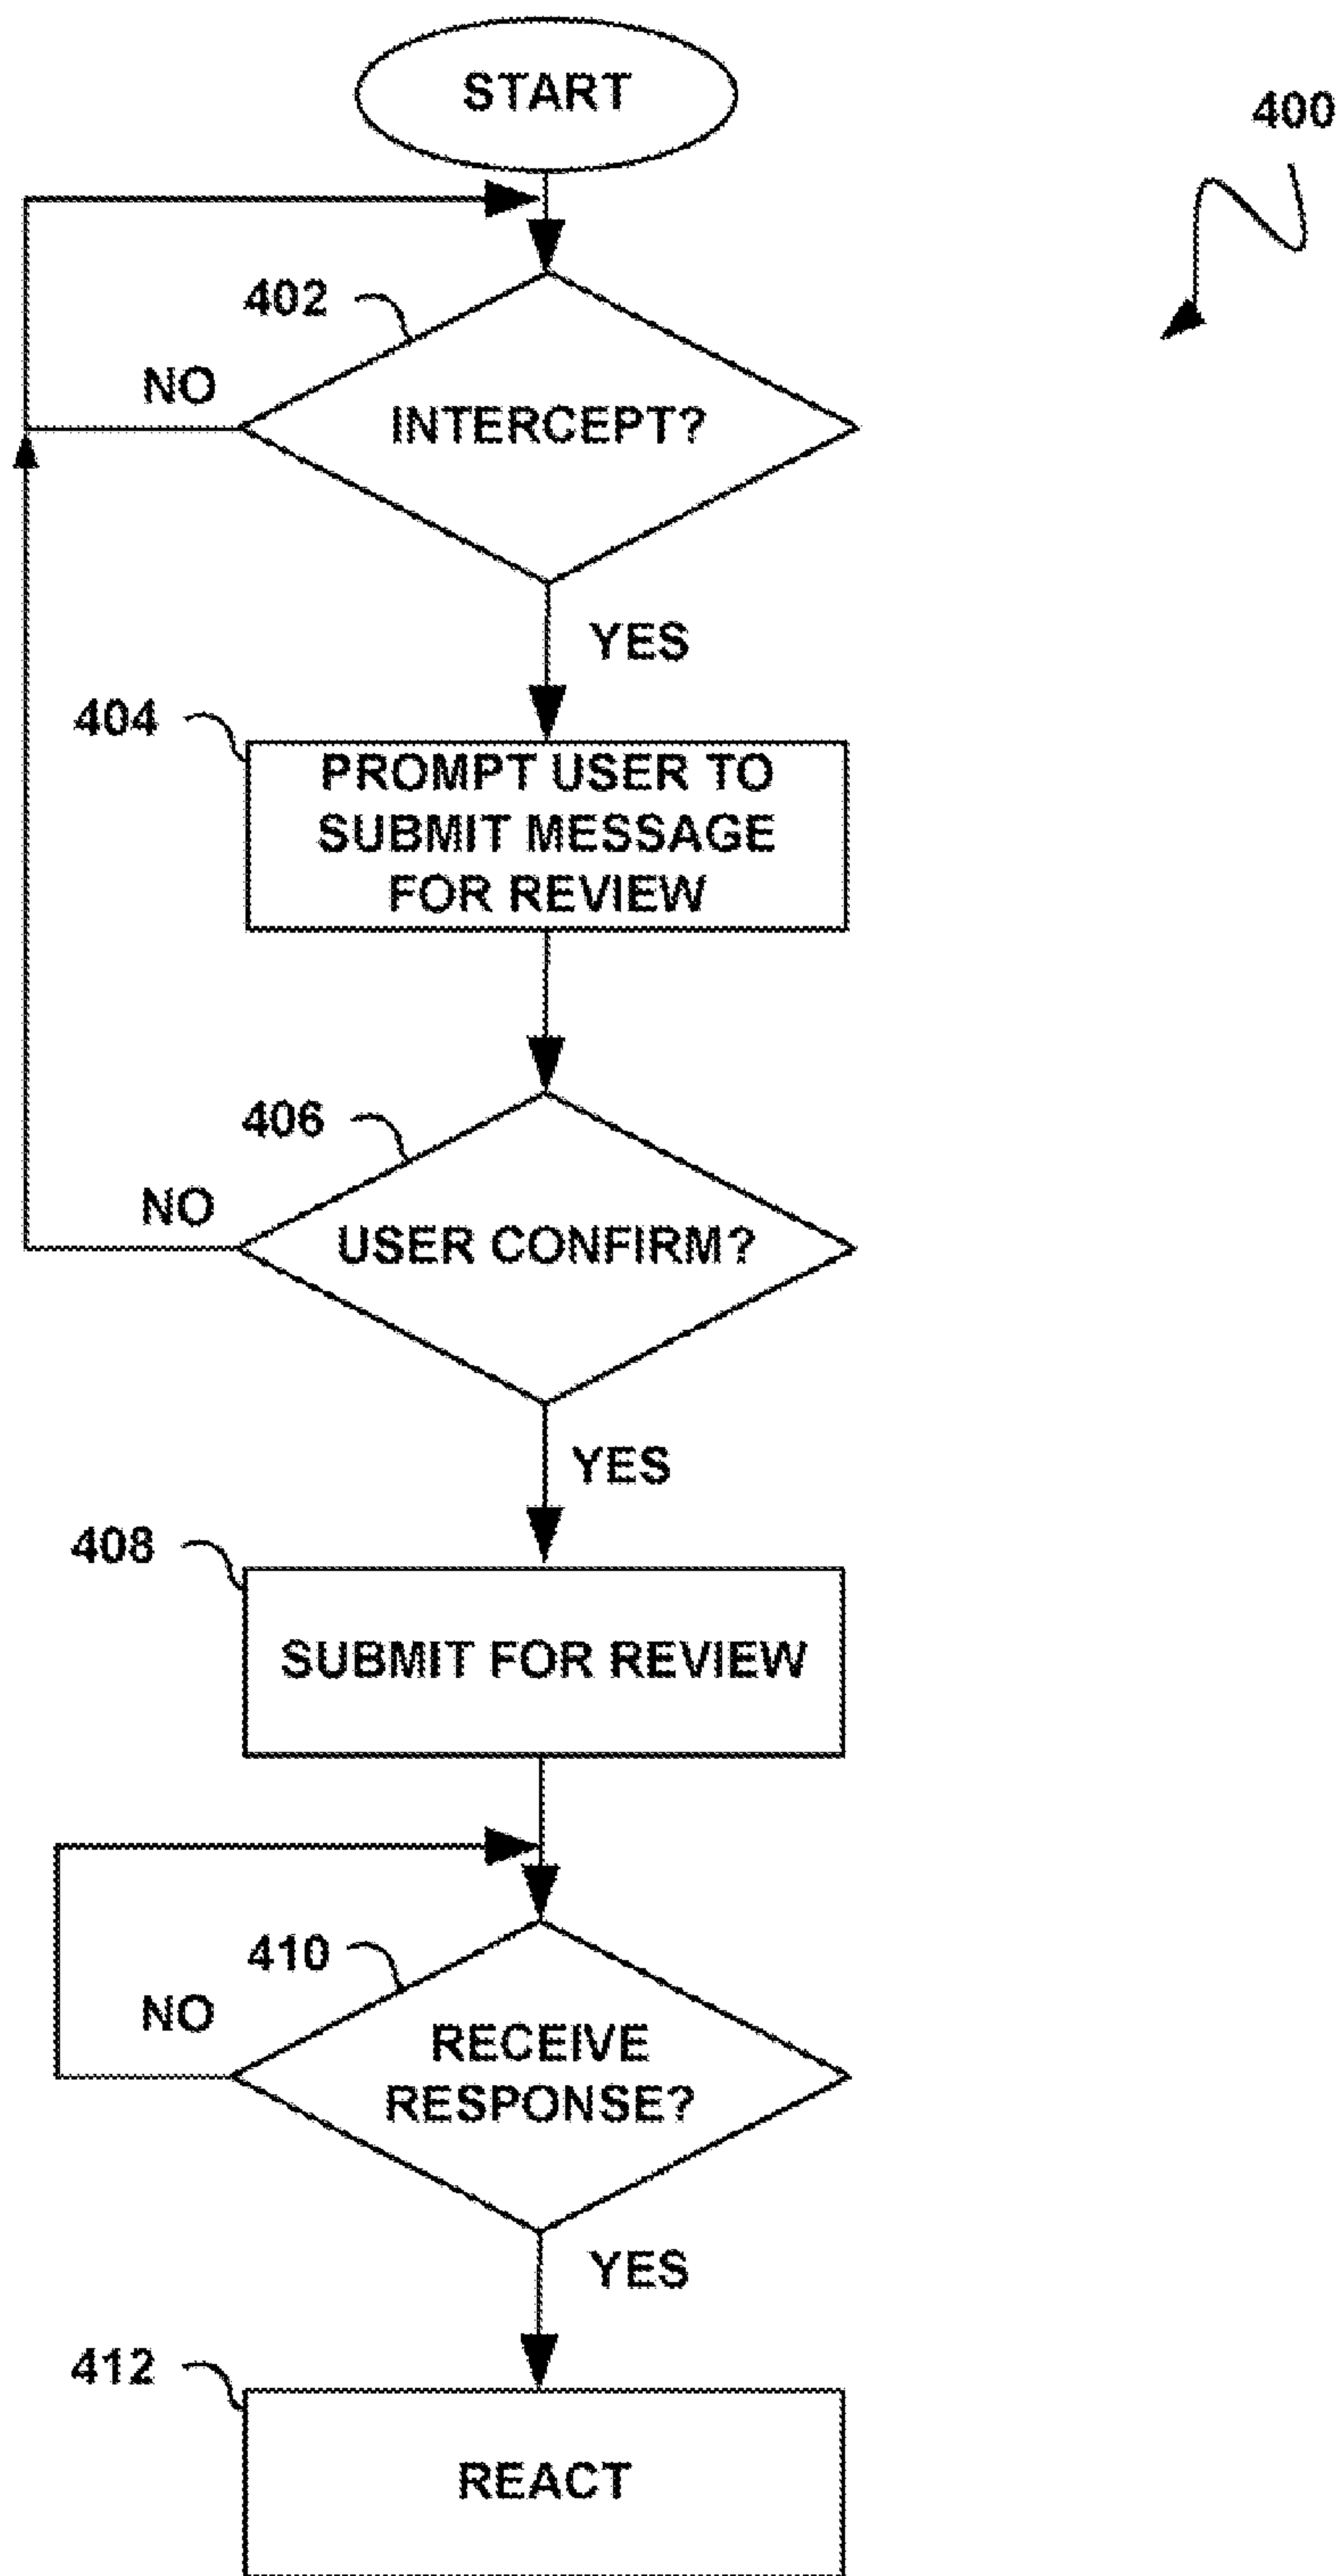 START
400
402
NO
INTERCEPT?
YES
404
PROMPT USER TO
SUBMIT MESSAGE
FOR REVIEW
406
NO
USER CONFIRM?
YES
408
SUBMIT FOR REVIEW
410
NO
RECEIVE
RESPONSE?
YES
412
REACT